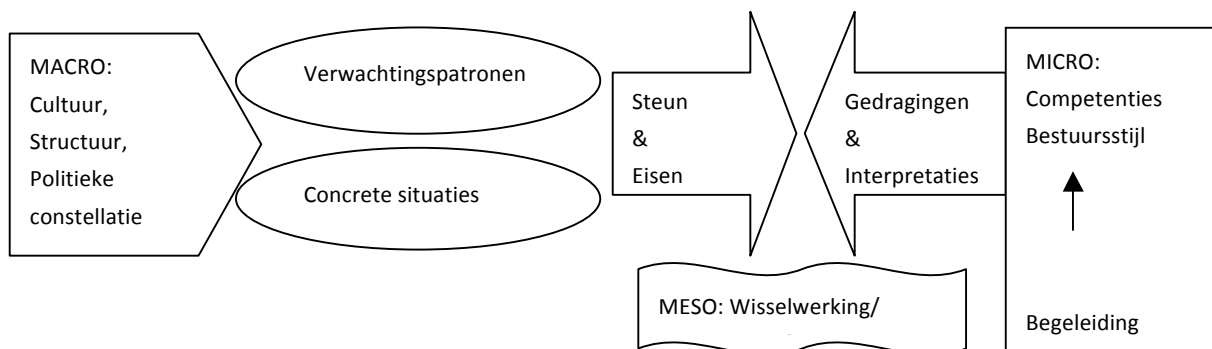 MACRO:
Cultuur,
Structuur,
Politieke
constellatie
Verwachtingspatronen
Concrete situaties
Steun
&
Eisen
Gedragingen
&
Interpretaties
MICRO:
Competenties
Bestuursstijl
Begeleiding
MESO: Wisselwerking/